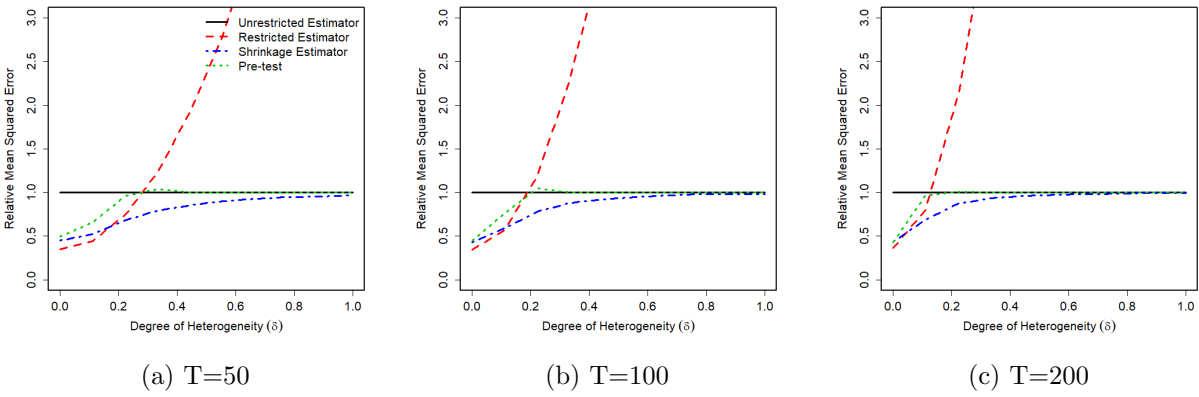 Relative Mean Squared Error
3.0
2.5
2.0
1.5
1.0
0.5
0.0
Unrestricted Estimator
Restricted Estimator
Shrinkage Estimator
Pre-test
0.0 0.2 0.4 0.6 0.8 1.0
Degree of Heterogeneity (δ)
(a) T=50
Relative Mean Squared Error
3.0
2.5
2.0
1.5
1.0
0.5
0.0
0.0 0.2 0.4 0.6 0.8 1.0
Degree of Heterogeneity (δ)
(b) T=100
Relative Mean Squared Error
3.0
2.5
2.0
1.5
1.0
0.5
0.0
0.0 0.2 0.4 0.6 0.8 1.0
Degree of Heterogeneity (δ)
(c) T=200